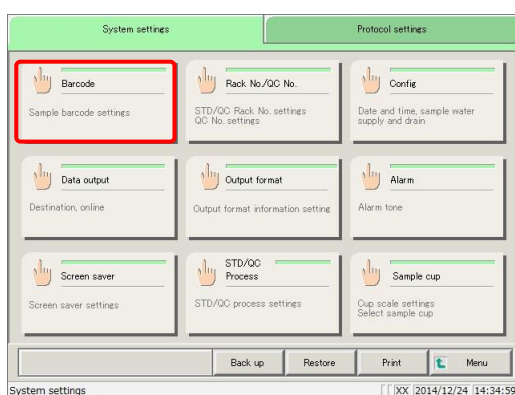 System settings
Protocol settings
Barcode
Sample barcode settings
Rack No./QC No.
STD/QC Rack No. settings
QC No. settings
Config
Date and time, sample water
supply and drain
Data output
Destination, online
Output format
Output format information setting
Alarm
Alarm tone
Screen saver
Screen saver settings
STD/QC
Process
STD/QC process settings
Sample cup
Cup scale settings
Select sample cup
Back up
Restore
Print
Menu
System settings
XX 2014/12/24 14:34:59